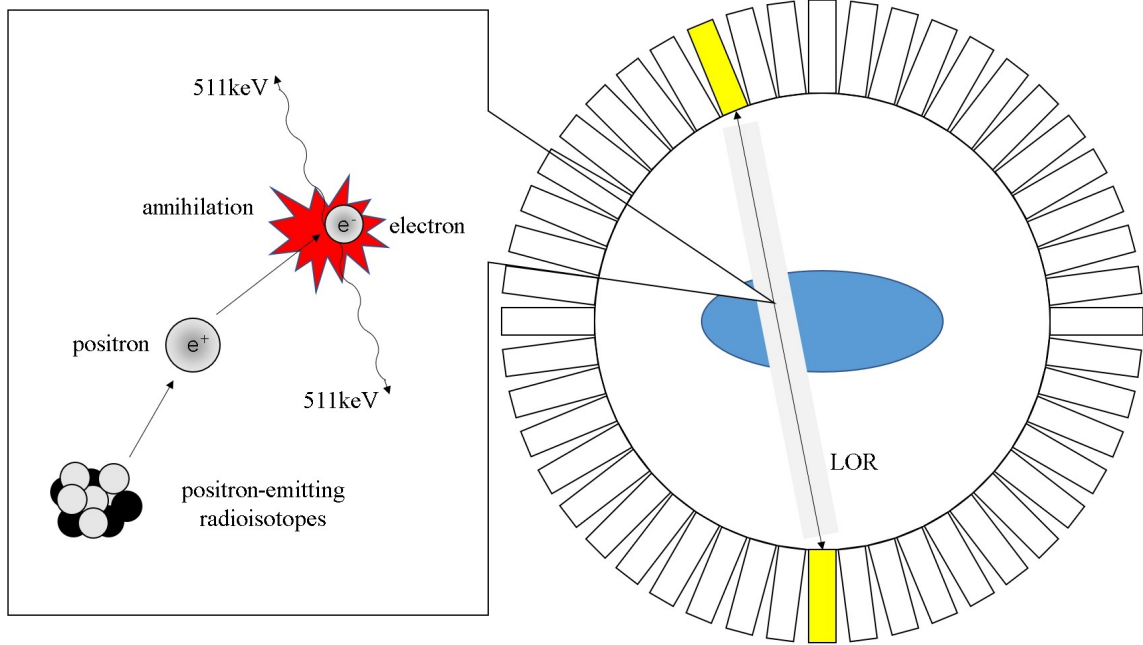 511keV
annihilation
e-
electron
positron
e+
511keV
positron-emitting
radioisotopes
LOR